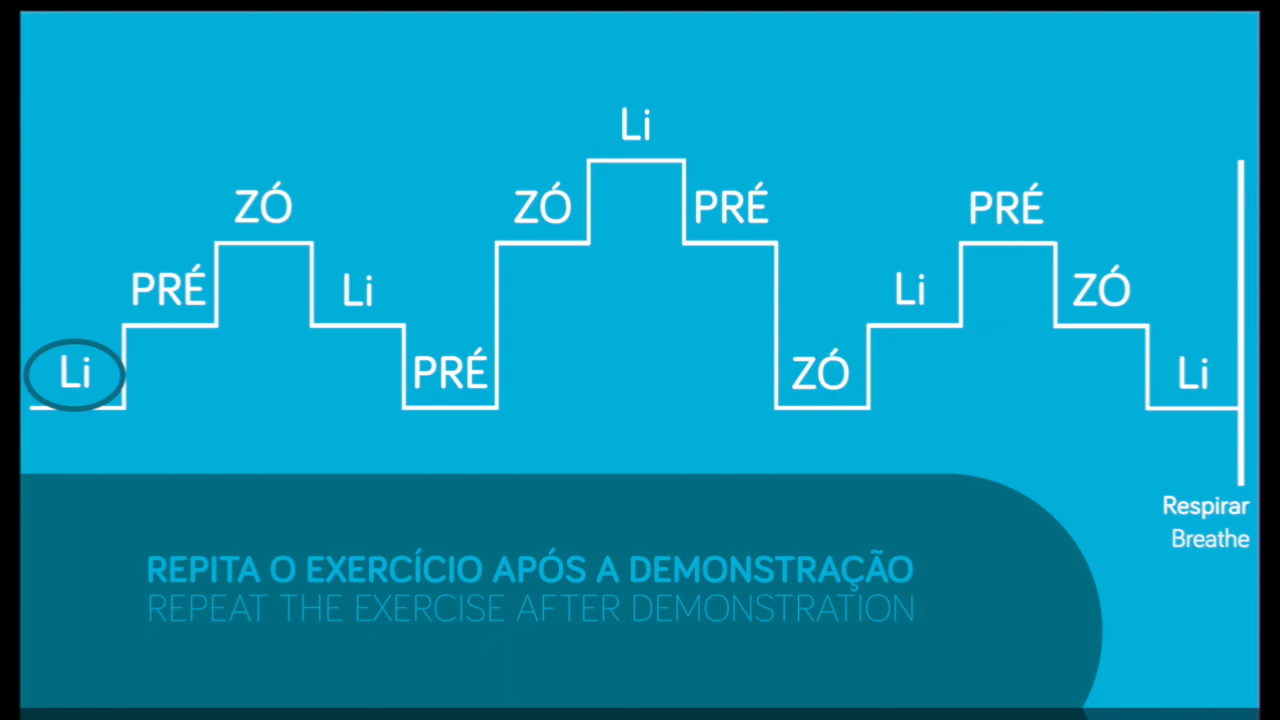 Li
PRÉ
ZÓ
Li
PRÉ
ZÓ
Li
PRÉ
ZÓ
Li
PRÉ
ZÓ
Li
Respirar
Breathe
REPITA O EXERCÍCIO APÓS A DEMONSTRAÇÃO
REPEAT THE EXERCISE AFTER DEMONSTRATION